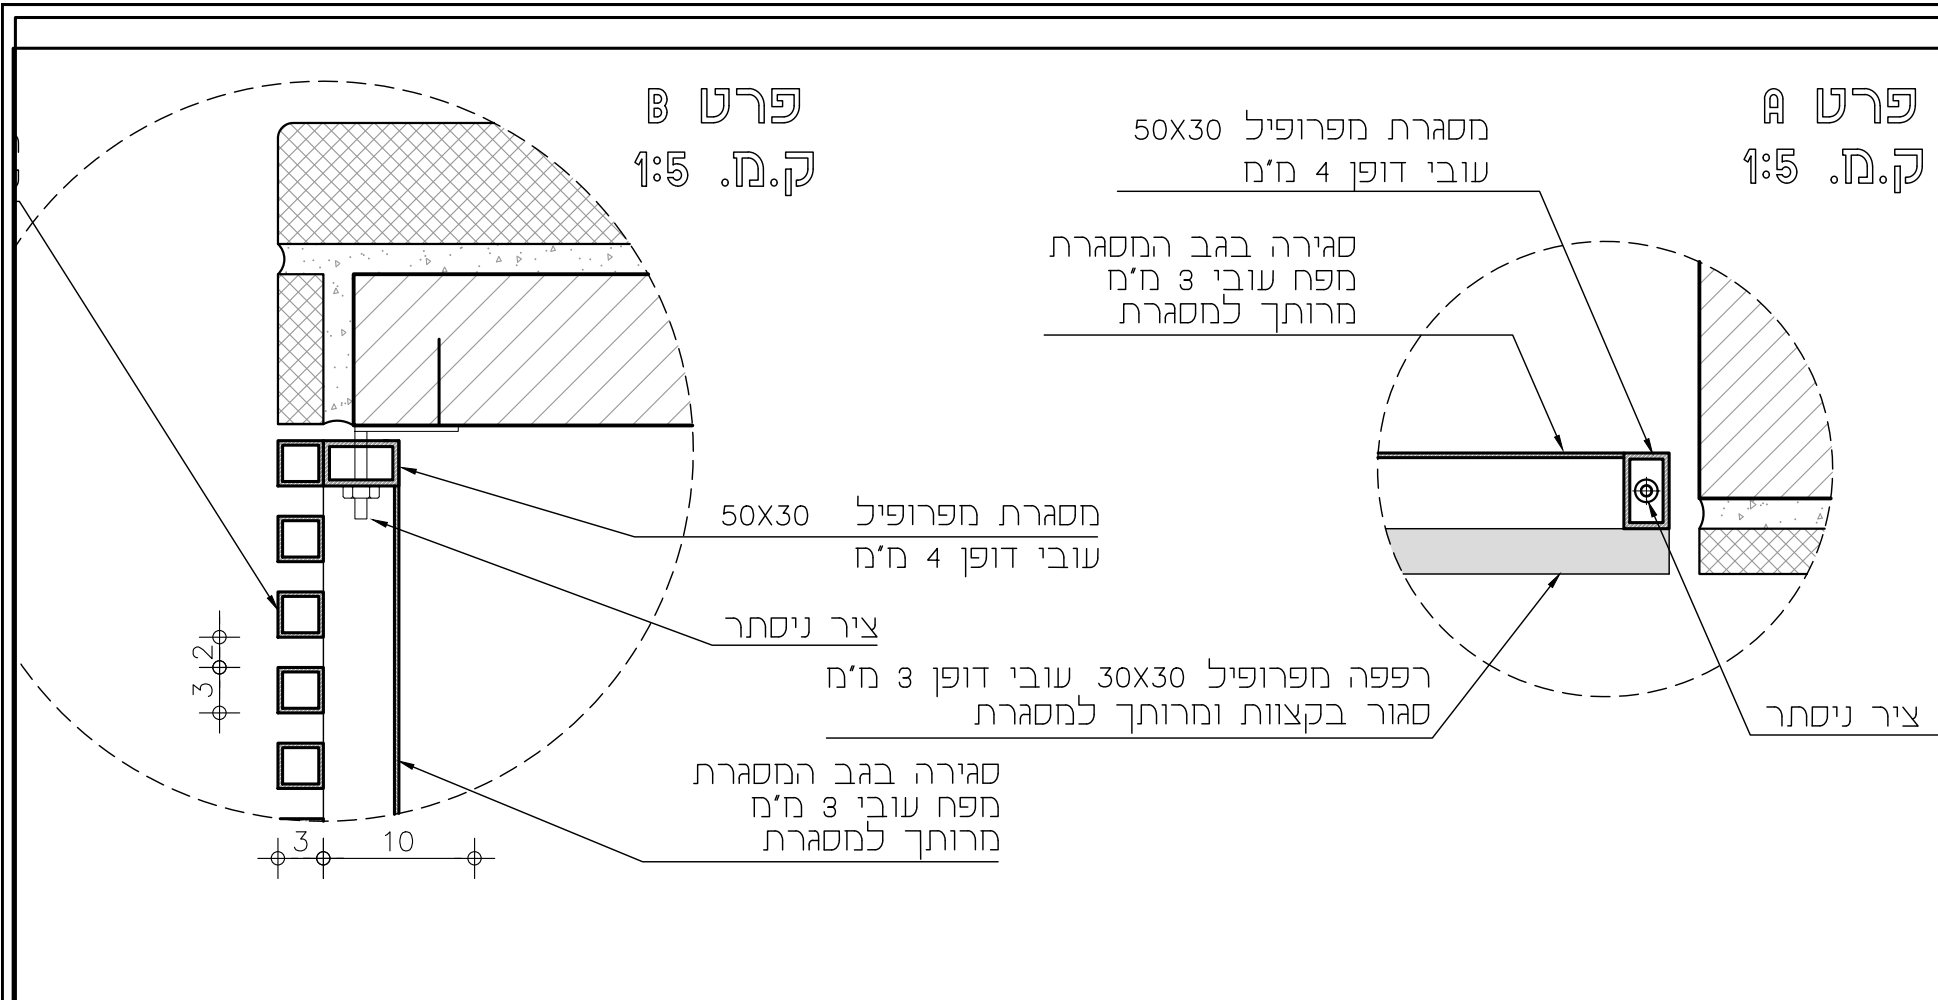 פרט A
ק.מ. 1:5
מסגרת מפרופיל 50X30
עובי דופן 4 מ"מ
סגירה בגב המסגרת
מפח עובי 3 מ"מ
מרותך למסגרת
רפפה מפרופיל 30X30 עובי דופן 3 מ"מ
סגור בקצוות ומרותך למסגרת
ציר ניסתר
פרט B
ק.מ. 1:5
מסגרת מפרופיל 50X30
עובי דופן 4 מ"מ
ציר ניסתר
סגירה בגב המסגרת
מפח עובי 3 מ"מ
מרותך למסגרת
2
3
3
10